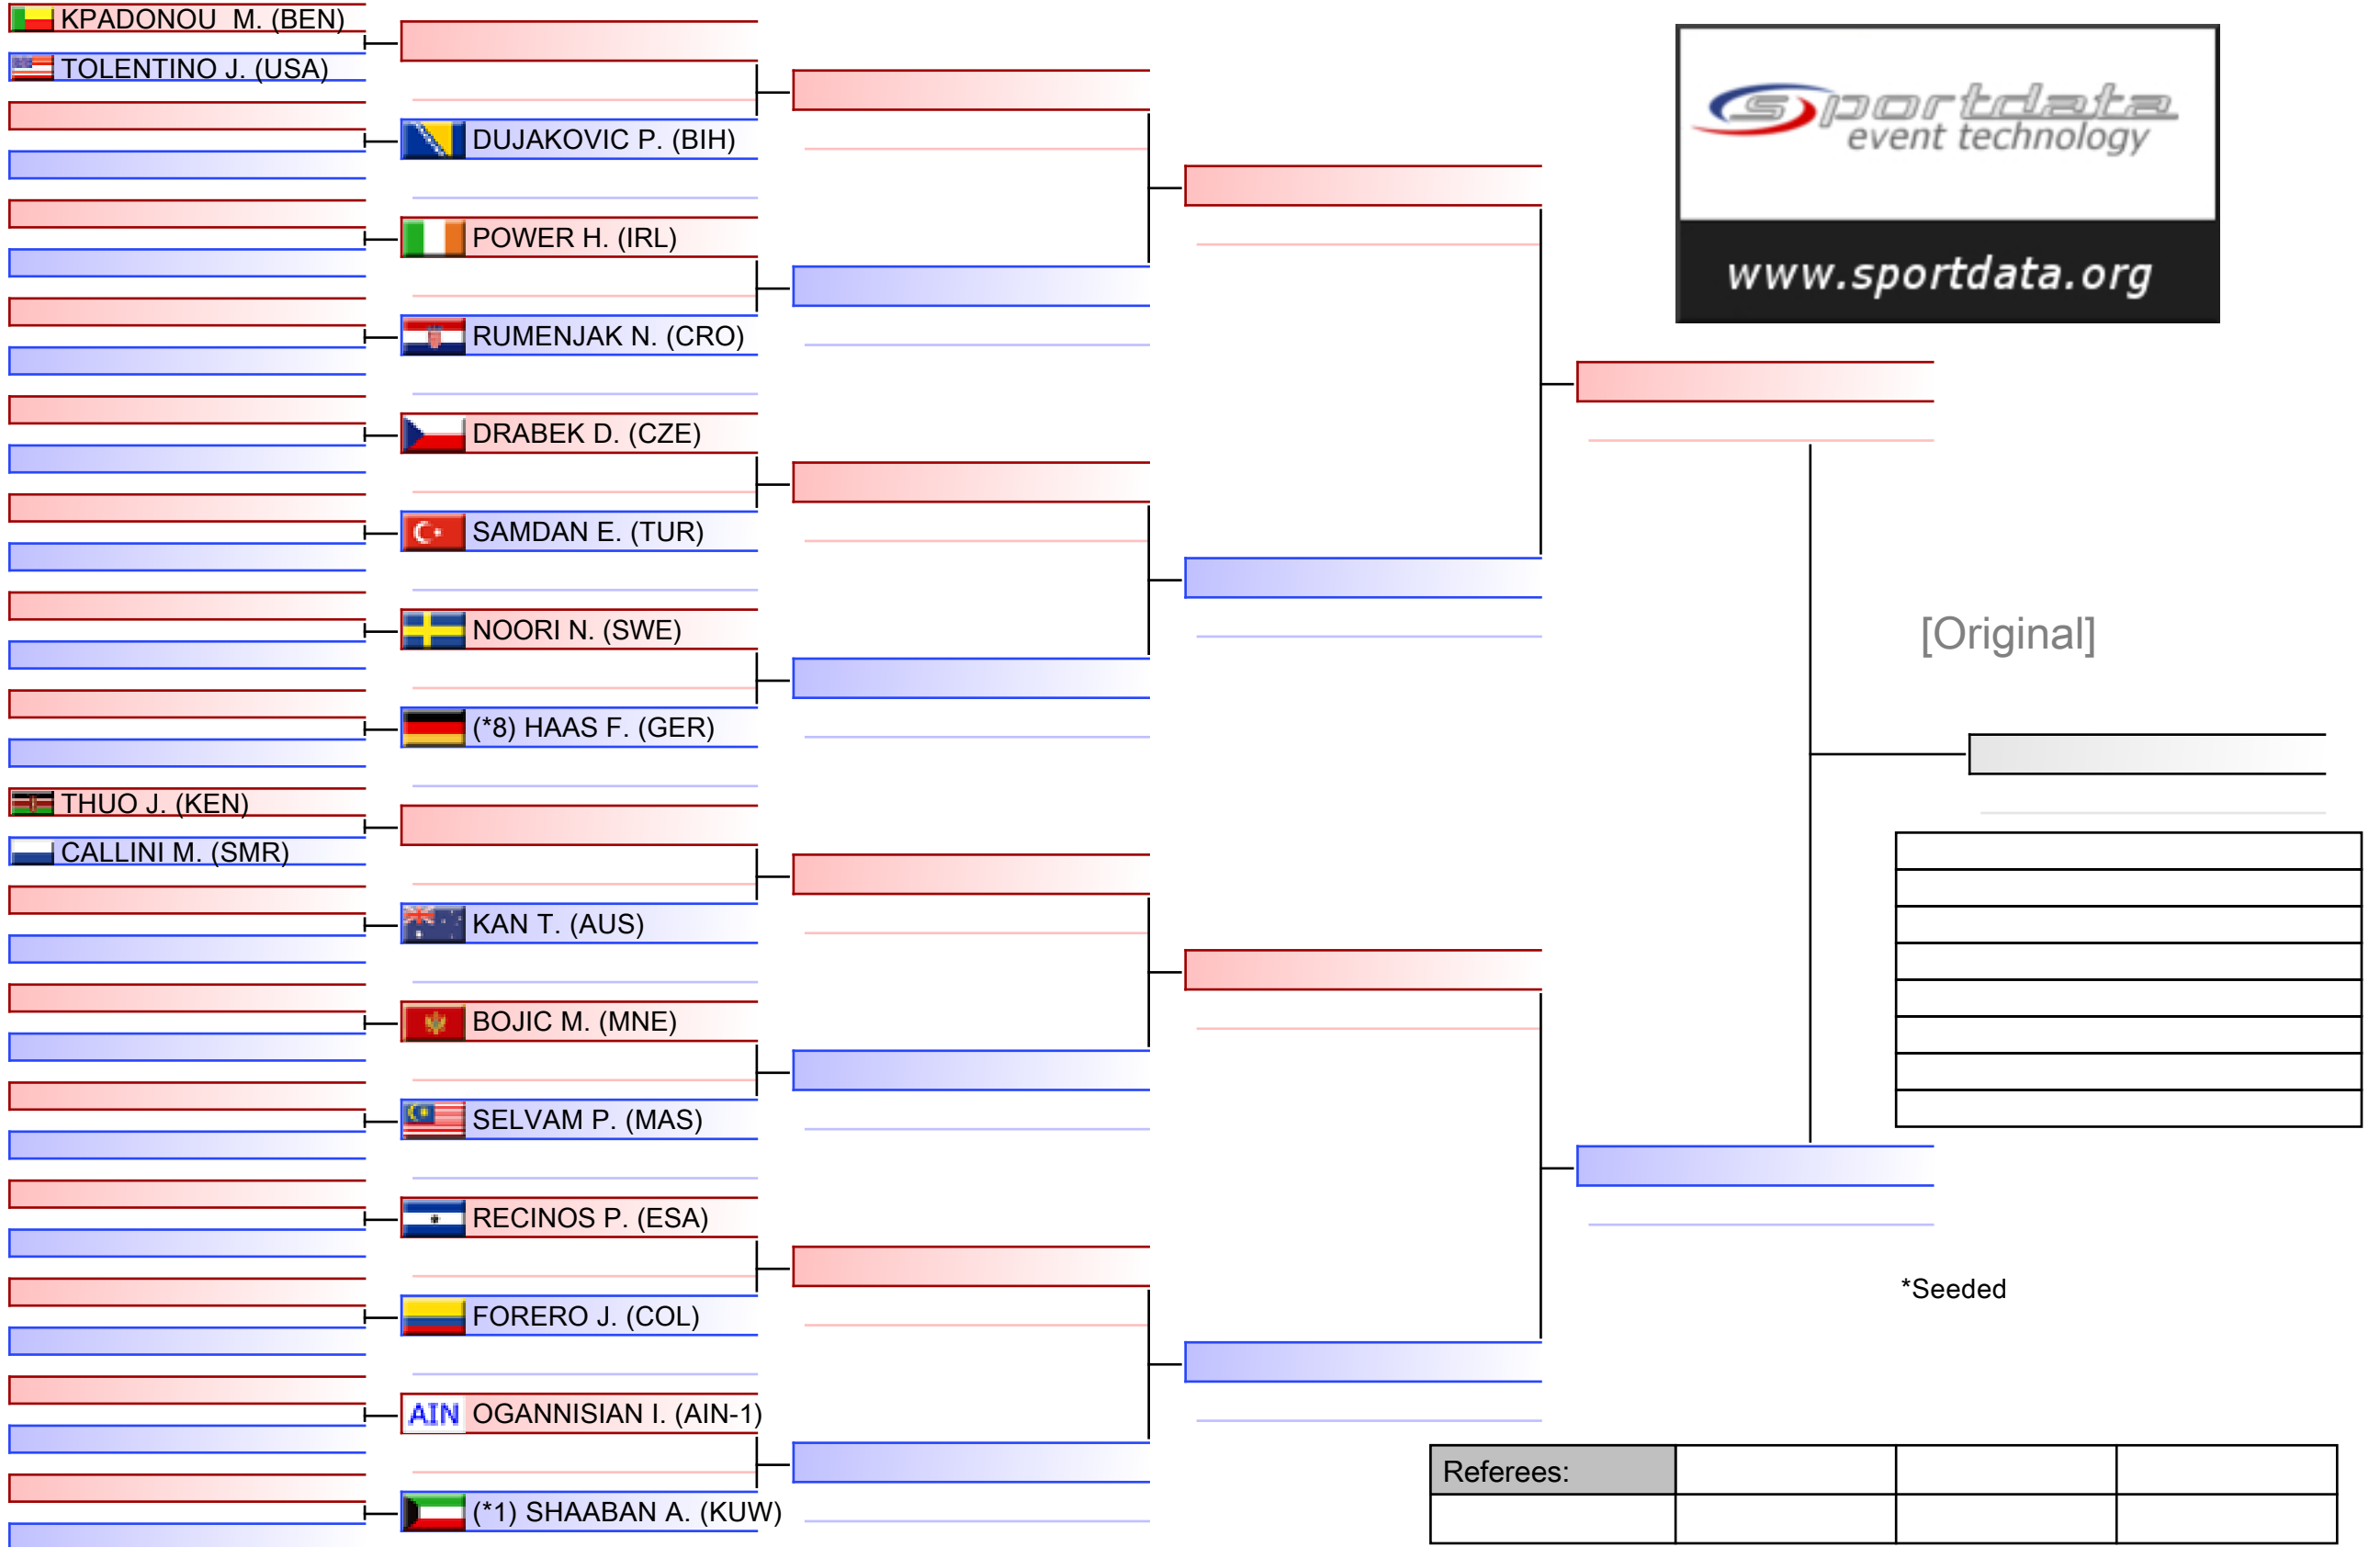 KPADONOU  M. (BEN)
TOLENTINO J. (USA)
DUJAKOVIC P. (BIH)
POWER H. (IRL)
RUMENJAK N. (CRO)
DRABEK D. (CZE)
SAMDAN E. (TUR)
NOORI N. (SWE)
(*8) HAAS F. (GER)
THUO J. (KEN)
CALLINI M. (SMR)
KAN T. (AUS)
BOJIC M. (MNE)
SELVAM P. (MAS)
RECINOS P. (ESA)
FORERO J. (COL)
AIN OGANNISIAN I. (AIN-1)
(*1) SHAABAN A. (KUW)
sportdata
event technology
www.sportdata.org
[Original]
*Seeded
Referees: